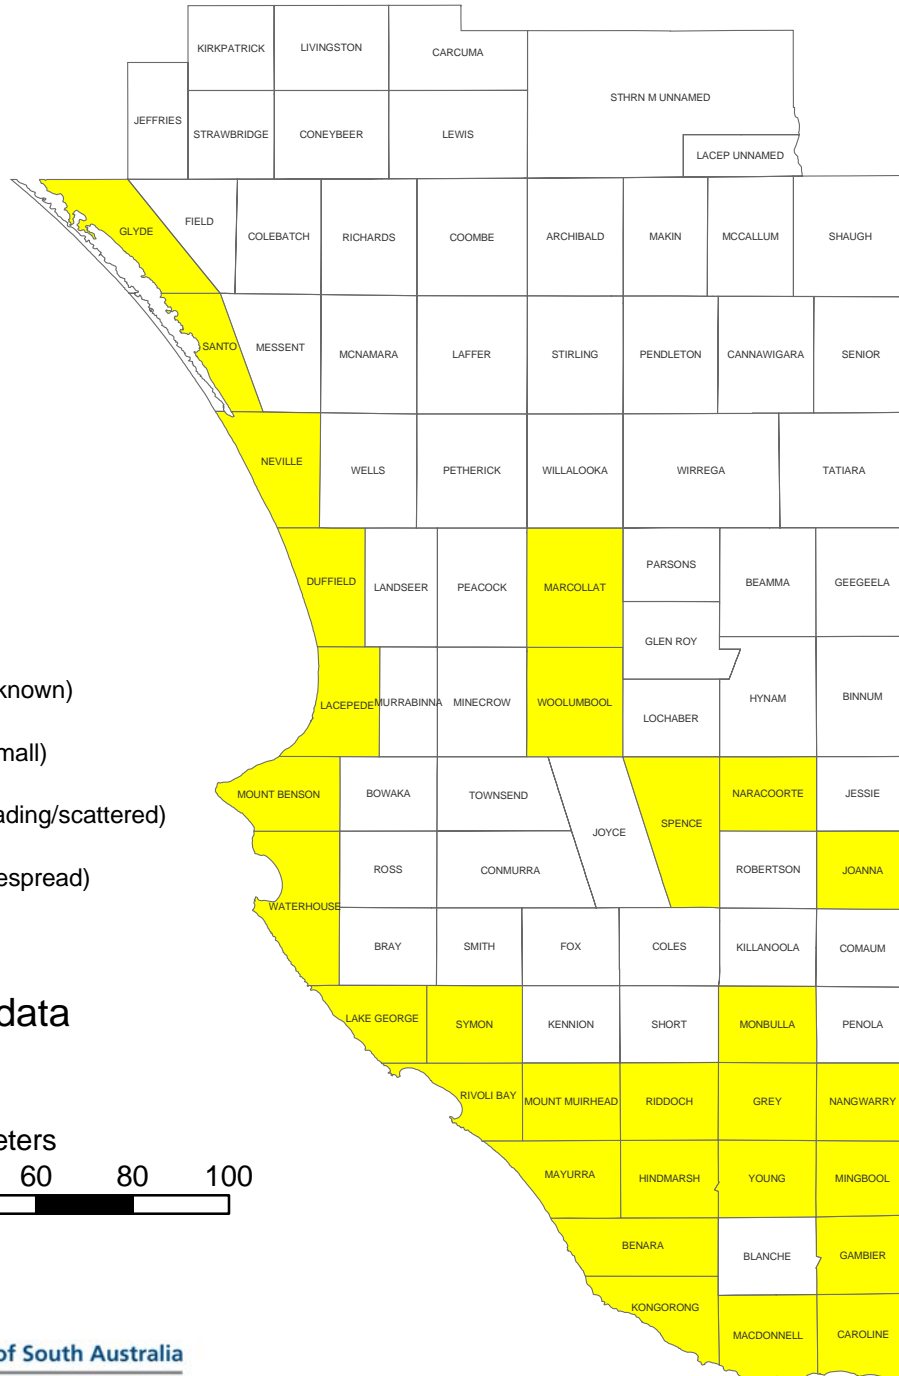 KIRKPATRICK
LIVINGSTON
CARCUMA
STHRN M UNNAMED
JEFFRIES
STRAWBRIDGE
CONEYBEER
LEWIS
LACEP UNNAMED
GLYDE
FIELD
COLEBATCH
RICHARDS
COOMBE
ARCHIBALD
MAKIN
MCCALLUM
SHAUGH
SANTO
MESSENT
MCNAMARA
LAFFER
STIRLING
PENDLETON
CANNAWIGARA
SENIOR
NEVILLE
WELLS
PETHERICK
WILLALOOKA
WIRREGA
TATIARA
DUFFIELD
LANDSEER
PEACOCK
MARCOLLAT
PARSONS
BEAMMA
GEEGEELA
GLEN ROY
LACEPEDE
MURRABINNA
MINECROW
WOOLUMBOOL
LOCHABER
HYNAM
BINNUM
known)
mall)
ading/scattered)
espread)
MOUNT BENSON
BOWAKA
TOWNSEND
JOYCE
SPENCE
NARACOORTE
JESSIE
WATERHOUSE
ROSS
CONMURRA
ROBERTSON
JOANNA
BRAY
SMITH
FOX
COLES
KILLANOOLA
COMAUM
data
LAKE GEORGE
SYMON
KENNION
SHORT
MONBULLA
PENOLA
RIVOLI BAY
MOUNT MUIRHEAD
RIDDOCH
GREY
NANGWARRY
eters
60 80 100
MAYURRA
HINDMARSH
YOUNG
MINGBOOL
BENARA
BLANCHE
GAMBIER
KONGORONG
MACDONNELL
CAROLINE
of South Australia